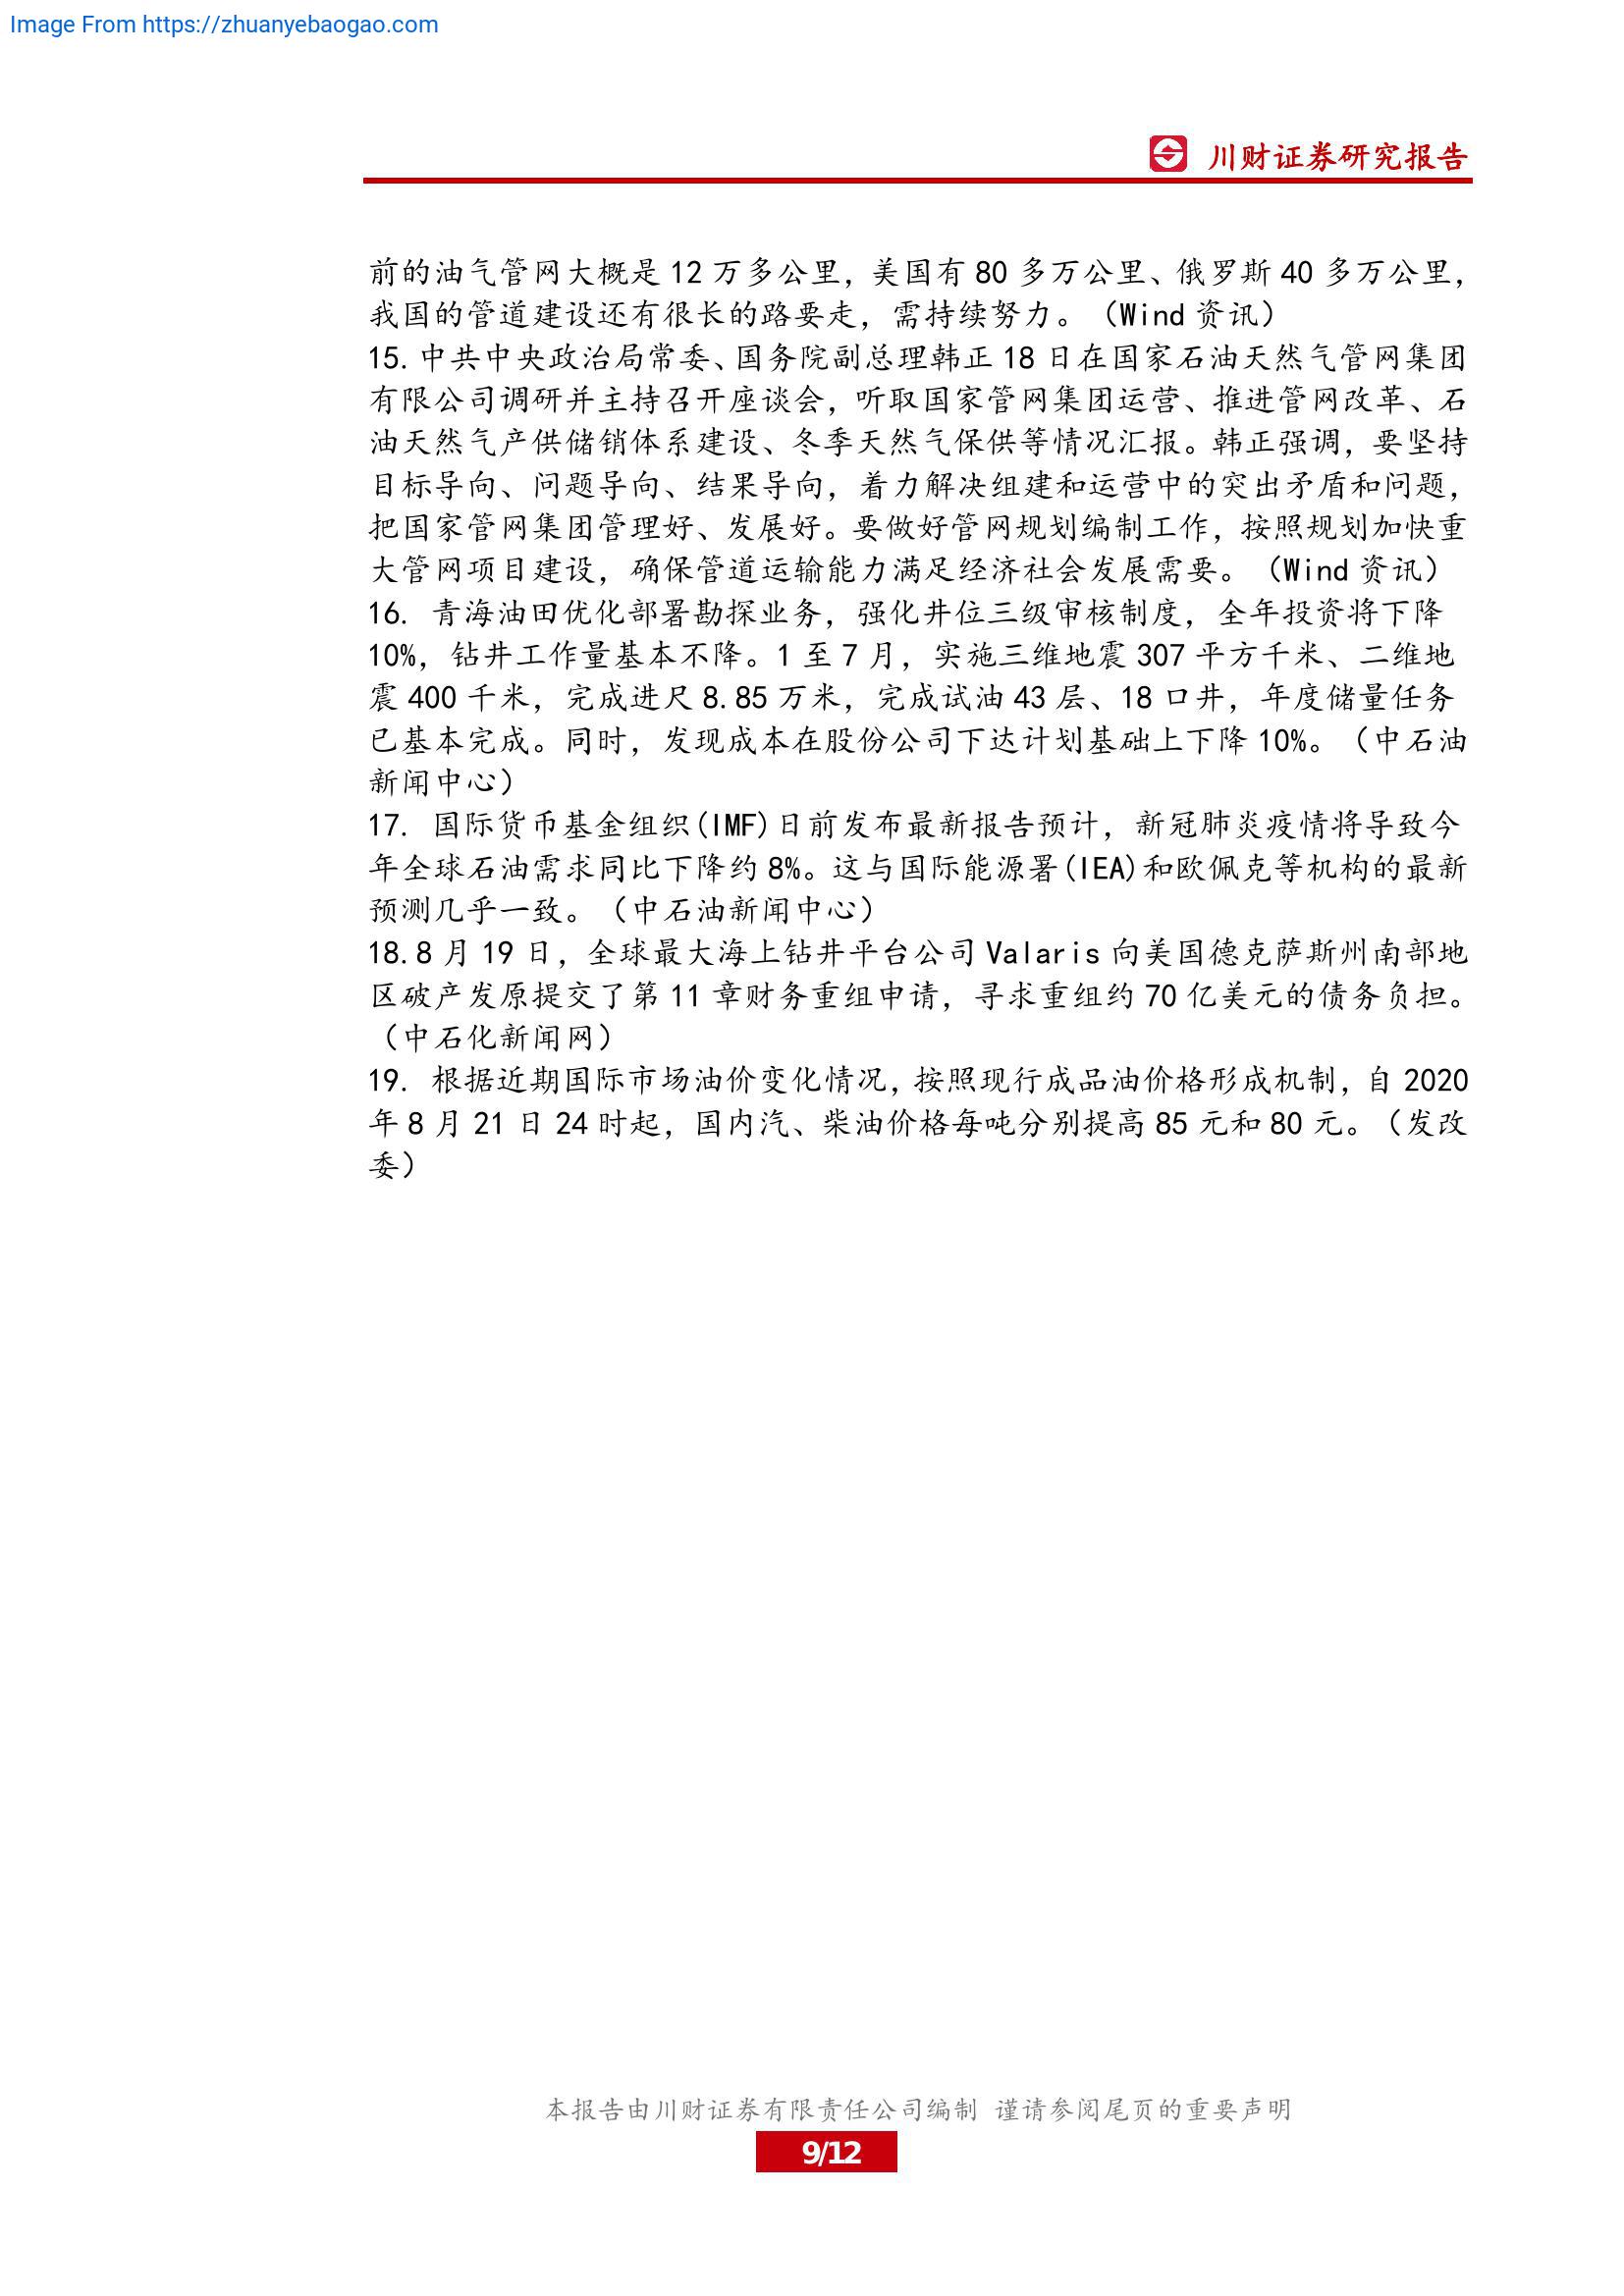 Image From https://zhuanyebaogao.com
川财证券研究报告
前的油气管网大概是 12 万多公里，美国有 80 多万公里、俄罗斯 40 多万公里，
我国的管道建设还有很长的路要走，需持续努力。（Wind 资讯）
15.中共中央政治局常委、国务院副总理韩正 18 日在国家石油天然气管网集团
有限公司调研并主持召开座谈会，听取国家管网集团运营、推进管网改革、石
油天然气产供储销体系建设、冬季天然气保供等情况汇报。韩正强调，要坚持
目标导向、问题导向、结果导向，着力解决组建和运营中的突出矛盾和问题，
把国家管网集团管理好、发展好。要做好管网规划编制工作，按照规划加快重
大管网项目建设，确保管道运输能力满足经济社会发展需要。（Wind 资讯）
16. 青海油田优化部署勘探业务，强化井位三级审核制度，全年投资将下降
10%，钻井工作量基本不降。1 至 7 月，实施三维地震 307 平方千米、二维地
震 400 千米，完成进尺 8.85 万米，完成试油 43 层、18 口井，年度储量任务
已基本完成。同时，发现成本在股份公司下达计划基础上下降 10%。（中石油
新闻中心）
17. 国际货币基金组织(IMF)日前发布最新报告预计，新冠肺炎疫情将导致今
年全球石油需求同比下降约 8%。这与国际能源署(IEA)和欧佩克等机构的最新
预测几乎一致。（中石油新闻中心）
18.8 月 19 日，全球最大海上钻井平台公司 Valaris 向美国德克萨斯州南部地
区破产发原提交了第 11 章财务重组申请，寻求重组约 70 亿美元的债务负担。
（中石化新闻网）
19. 根据近期国际市场油价变化情况，按照现行成品油价格形成机制，自 2020
年 8 月 21 日 24 时起，国内汽、柴油价格每吨分别提高 85 元和 80 元。（发改
委）
本报告由川财证券有限责任公司编制 谨请参阅尾页的重要声明
9/12